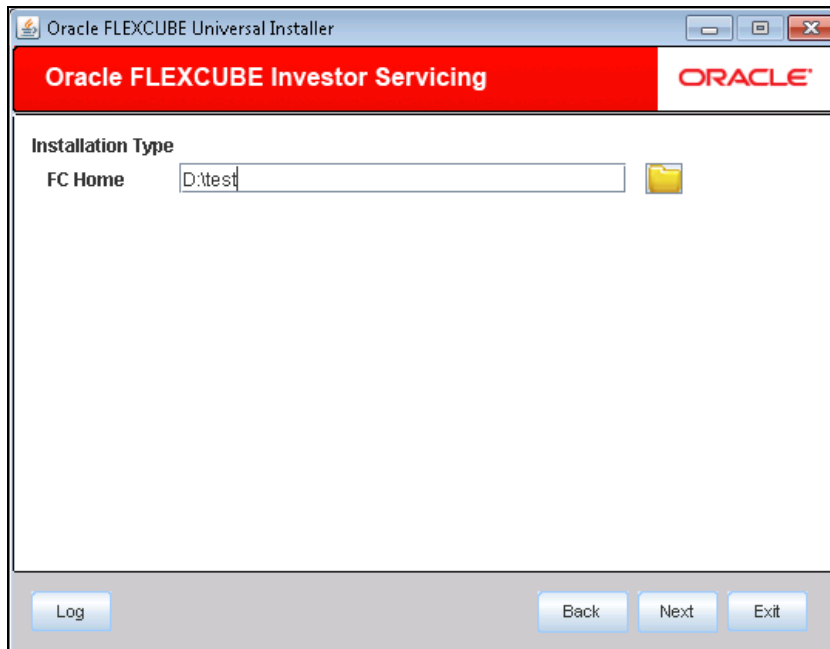 Oracle FLEXCUBE Universal Installer
Oracle FLEXCUBE Investor Servicing
ORACLE
Installation Type
FC Home D:\test
Log Back Next Exit